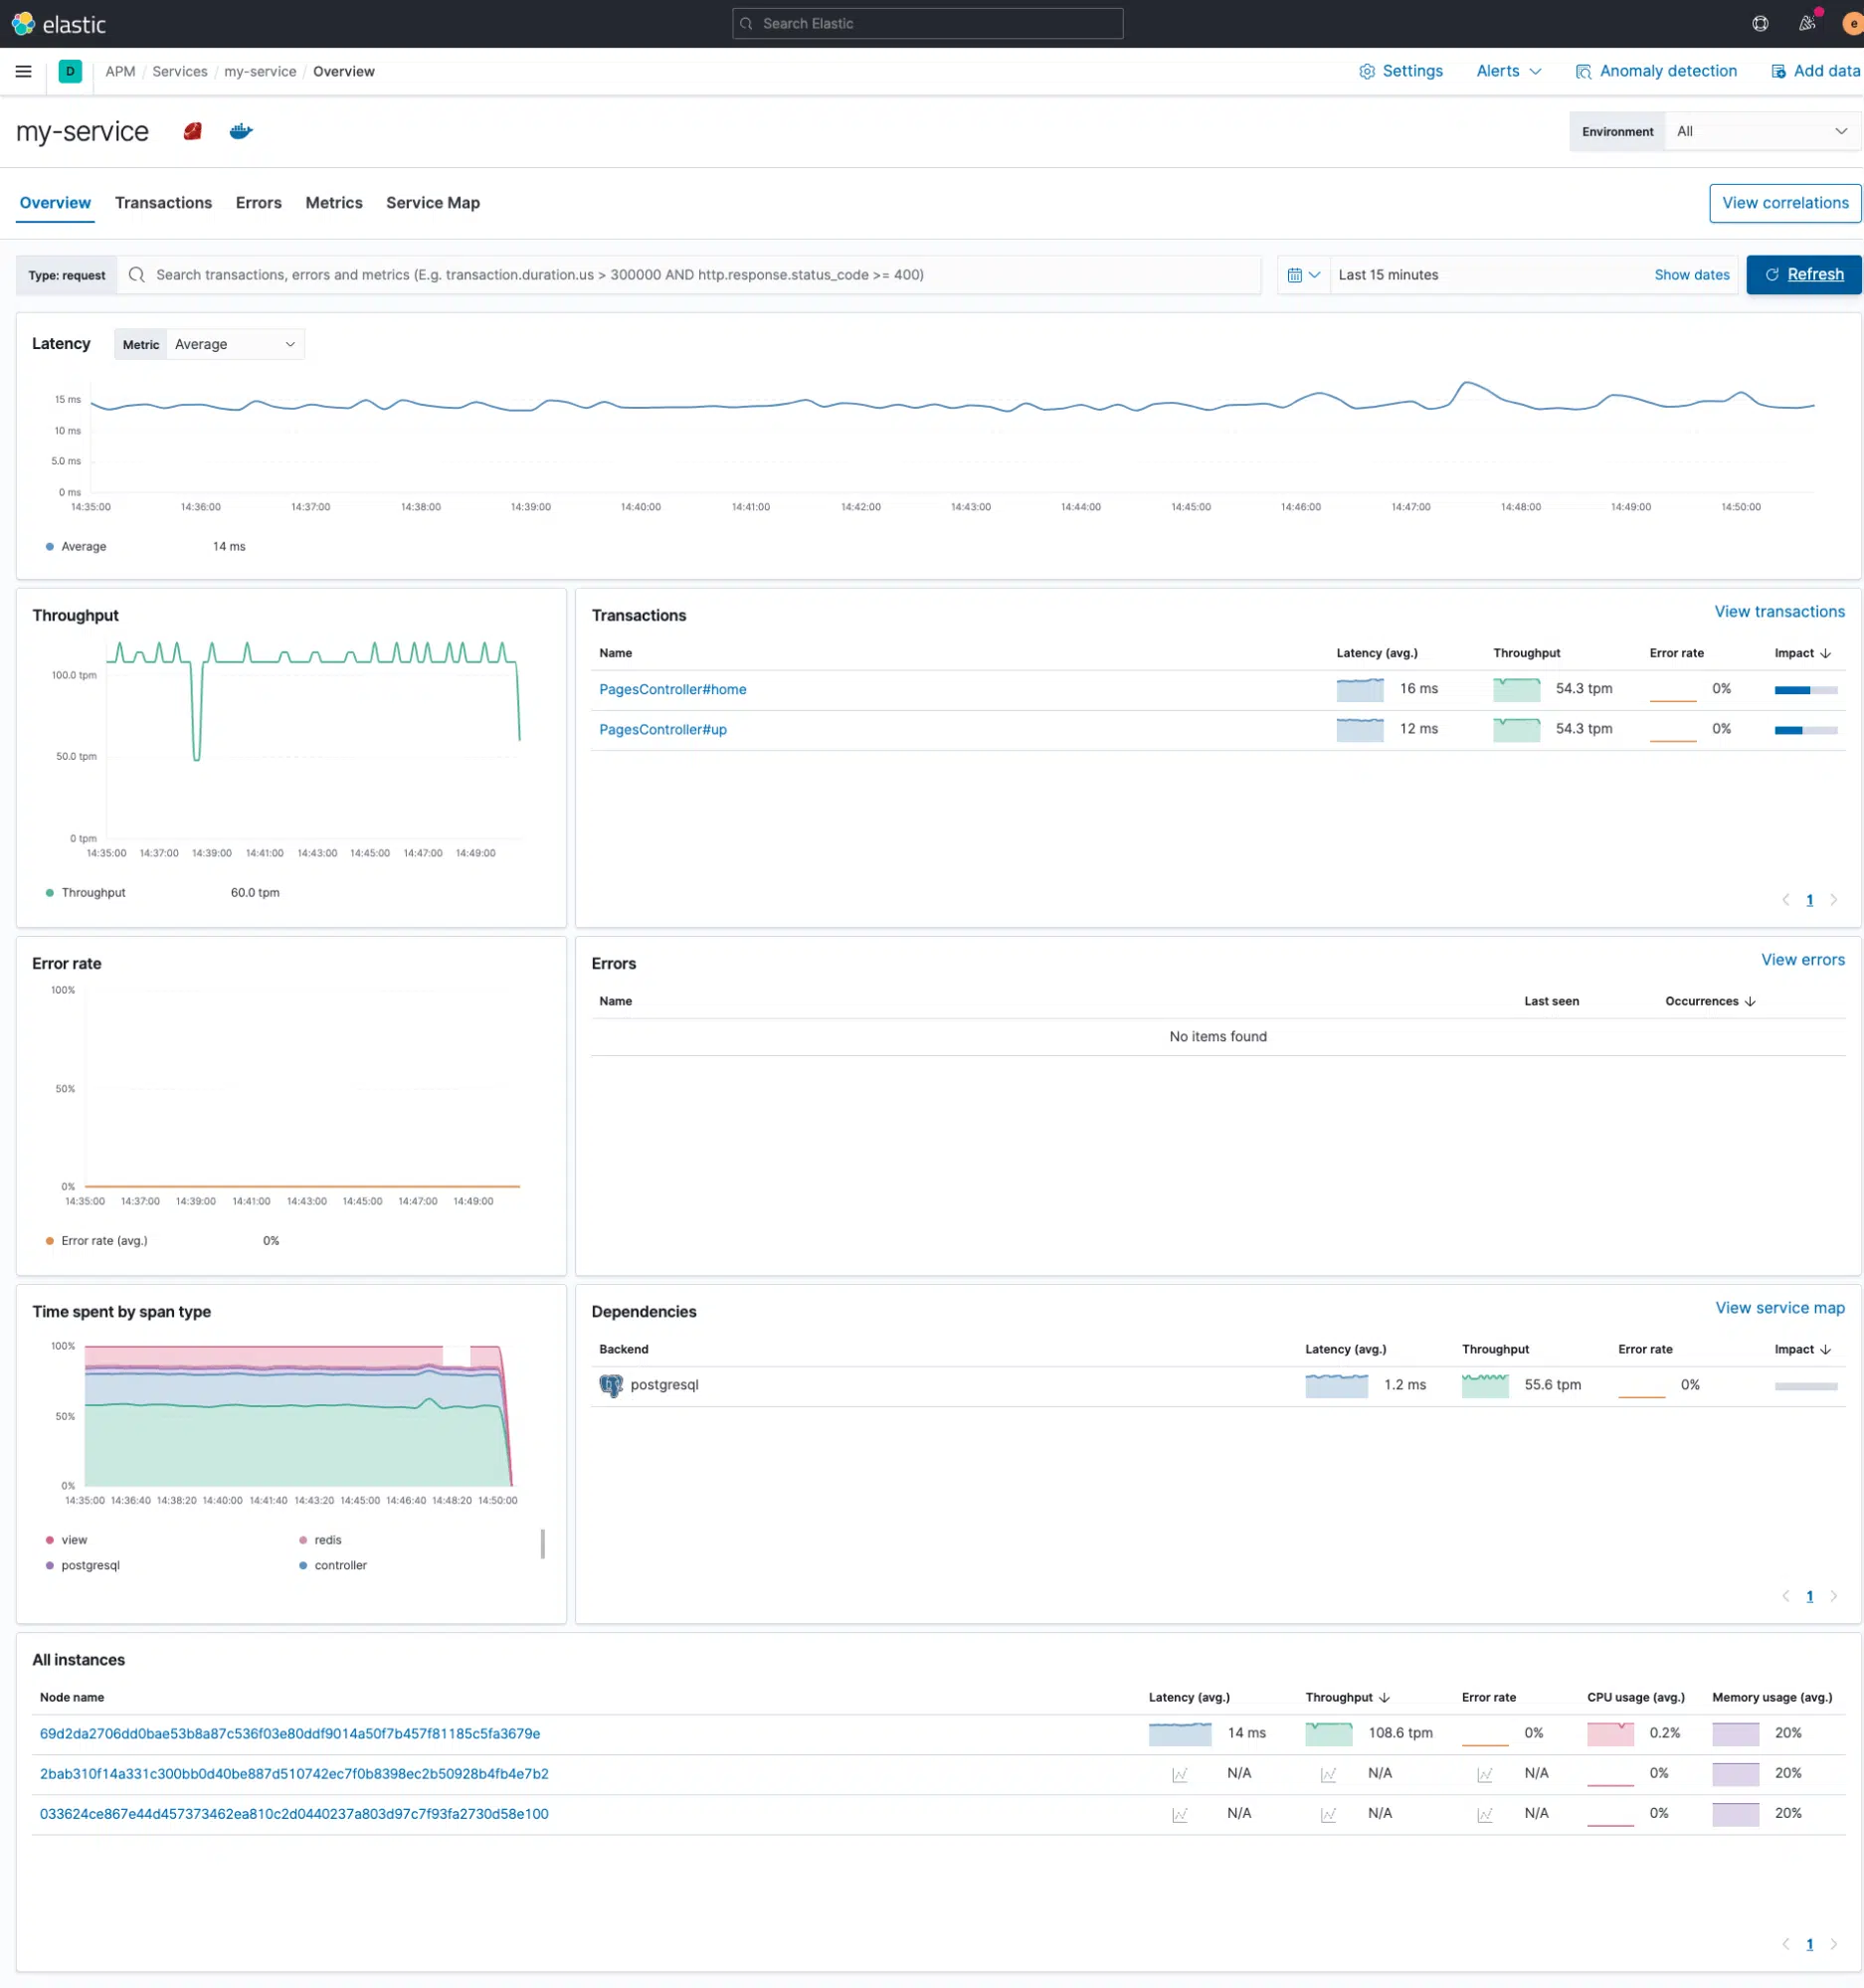 elastic
Search Elastic
e
D
APM / Services / my-service / Overview
Settings
Alerts
Anomaly detection
Add data
my-service
Environment
All
Overview
Transactions
Errors
Metrics
Service Map
View correlations
Type: request
Search transactions, errors and metrics (E.g. transaction.duration.us > 300000 AND http.response.status_code >= 400)
Last 15 minutes
Show dates
Refresh
Latency
Metric
Average
15 ms
10 ms
5.0 ms
0 ms
14:35:00 14:36:00 14:37:00 14:38:00 14:39:00 14:40:00 14:41:00 14:42:00 14:43:00 14:44:00 14:45:00 14:46:00 14:47:00 14:48:00 14:49:00 14:50:00
Average 14 ms
Throughput
100.0 tpm
50.0 tpm
0 tpm
14:35:00 14:37:00 14:39:00 14:41:00 14:43:00 14:45:00 14:47:00 14:49:00
Throughput 60.0 tpm
Transactions
View transactions
Name Latency (avg.) Throughput Error rate Impact
PagesController#home 16 ms 54.3 tpm 0%
PagesController#up 12 ms 54.3 tpm 0%
1
Error rate
100%
50%
0%
14:35:00 14:37:00 14:39:00 14:41:00 14:43:00 14:45:00 14:47:00 14:49:00
Error rate (avg.) 0%
Errors
View errors
Name Last seen Occurrences
No items found
Time spent by span type
100%
50%
0%
14:35:00 14:36:40 14:38:20 14:40:00 14:41:40 14:43:20 14:45:00 14:46:40 14:48:20 14:50:00
view redis
postgresql controller
Dependencies
View service map
Backend Latency (avg.) Throughput Error rate Impact
postgresql 1.2 ms 55.6 tpm 0%
1
All instances
Node name Latency (avg.) Throughput Error rate CPU usage (avg.) Memory usage (avg.)
69d2da2706dd0bae53b8a87c536f03e80ddf9014a50f7b457f81185c5fa3679e 14 ms 108.6 tpm 0% 0.2% 20%
2bab310f14a331c300bb0d40be887d510742ec7f0b8398ec2b50928b4fb4e7b2 N/A N/A N/A 0% 20%
033624ce867e44d457373462ea810c2d0440237a803d97c7f93fa2730d58e100 N/A N/A N/A 0% 20%
1